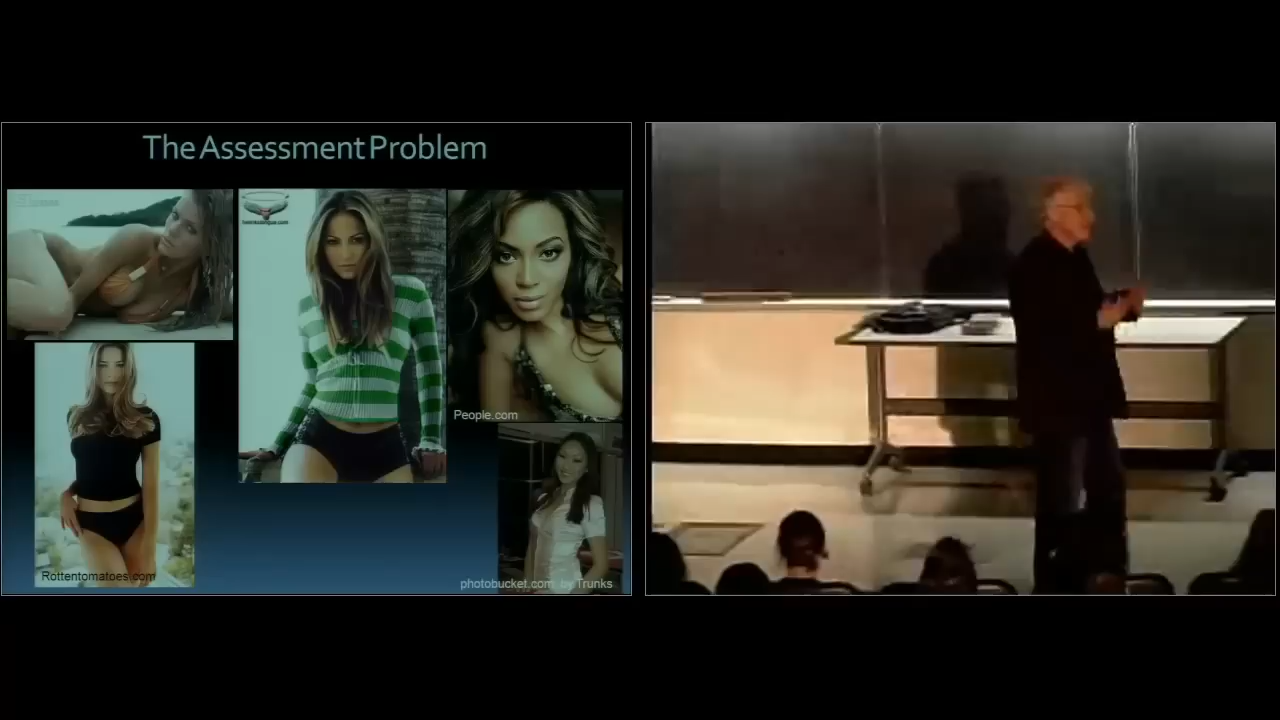 The Assessment Problem
People.com
Rottentomatoes.com
photobucket.com by Trunks